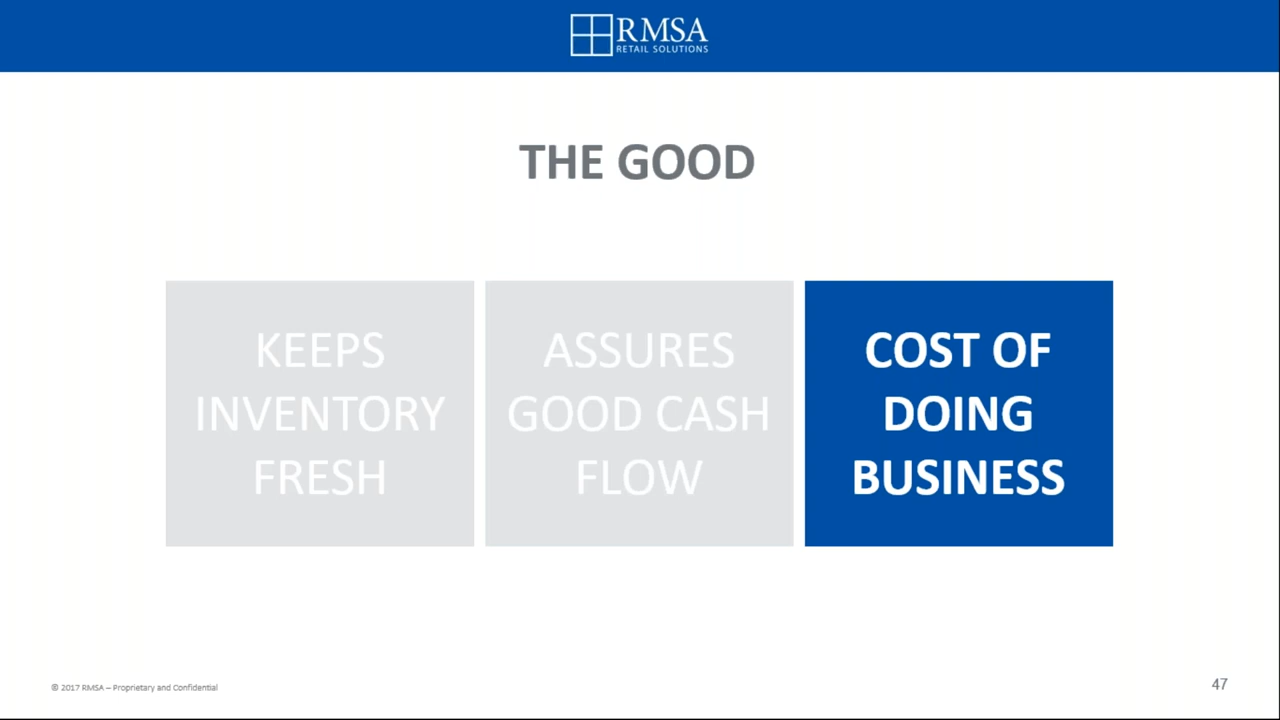 RMSA
RETAIL SOLUTIONS
THE GOOD
KEEPS
INVENTORY
FRESH
ASSURES
GOOD CASH
FLOW
COST OF
DOING
BUSINESS
© 2017 RMSA – Proprietary and Confidential
47